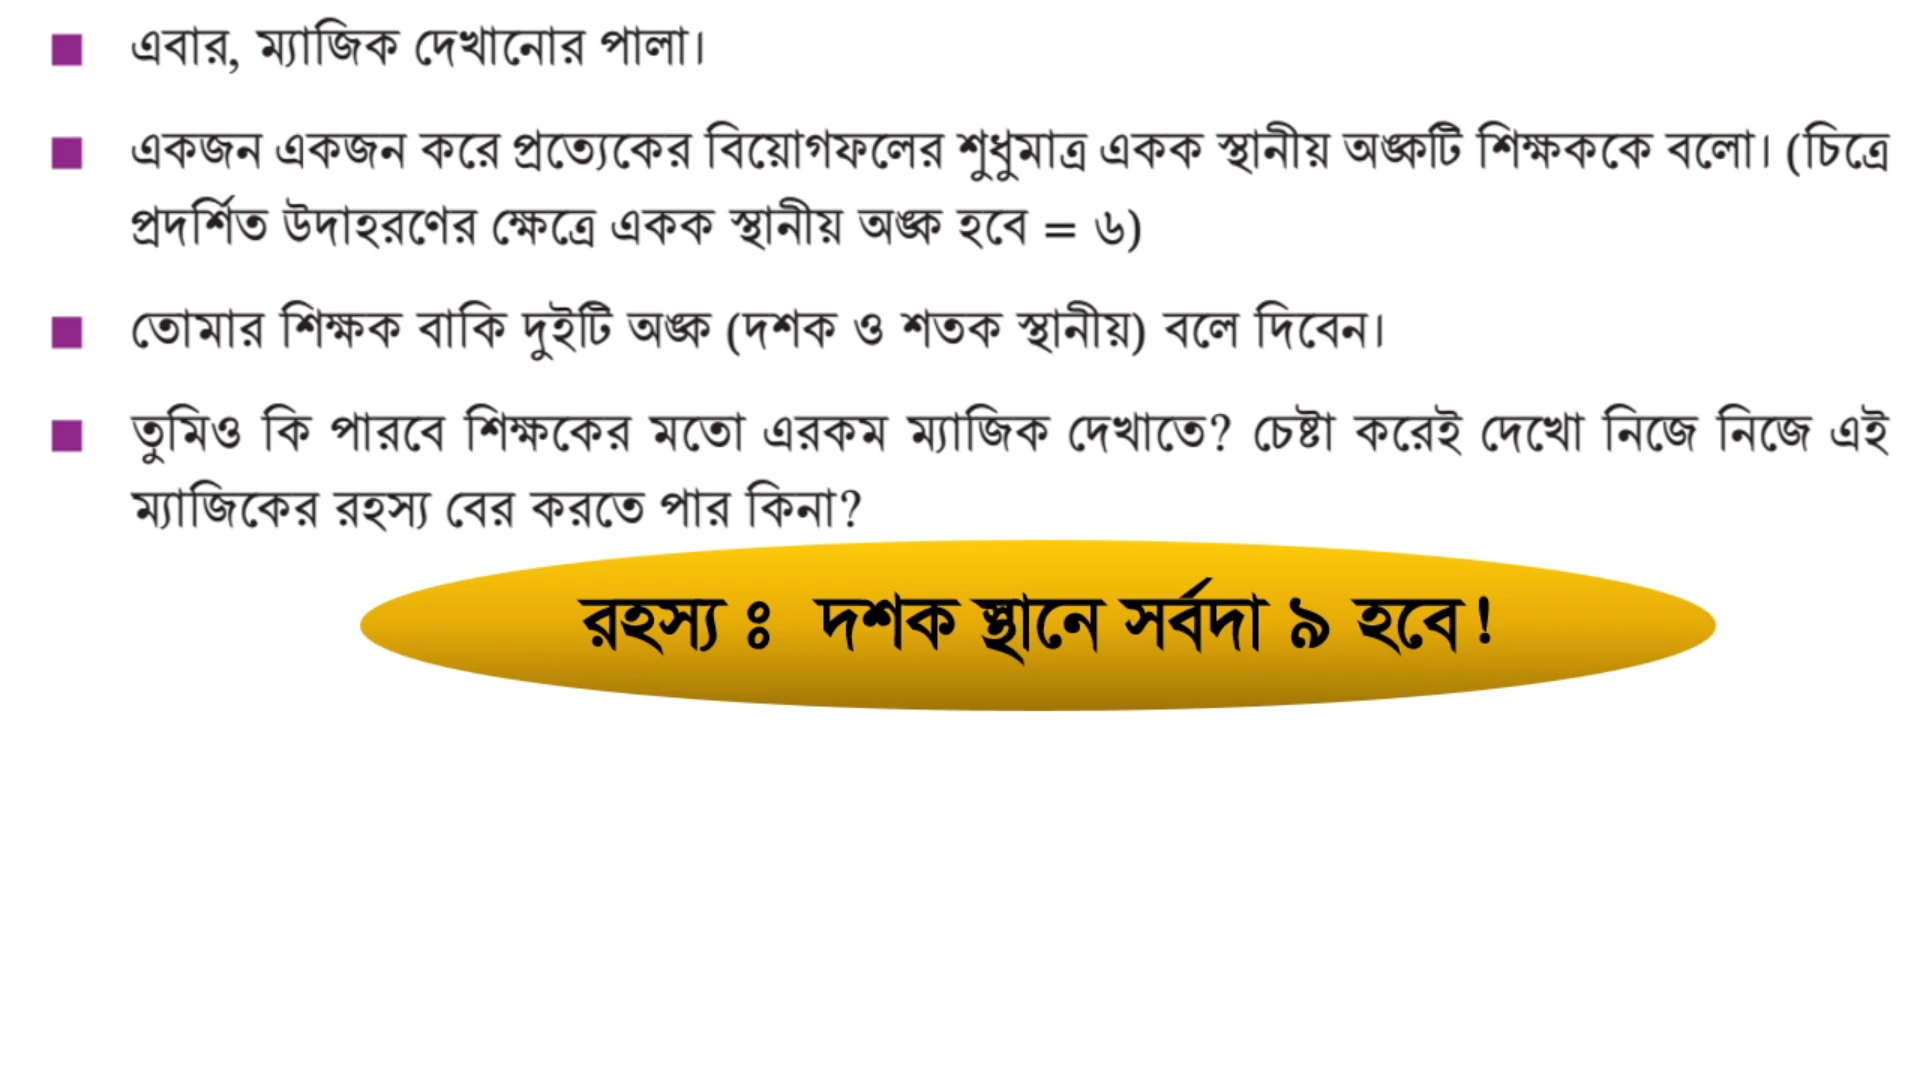 এবার, ম্যাজিক দেখানোর পালা।
একজন একজন করে প্রত্যেকের বিয়োগফলের শুধুমাত্র একক স্থানীয় অঙ্কটি শিক্ষককে বলো। (চিত্রে
প্রদর্শিত উদাহরণের ক্ষেত্রে একক স্থানীয় অঙ্ক হবে = ৬)
তোমার শিক্ষক বাকি দুইটি অঙ্ক (দশক ও শতক স্থানীয়) বলে দিবেন।
তুমিও কি পারবে শিক্ষকের মতো এরকম ম্যাজিক দেখাতে? চেষ্টা করেই দেখো নিজে নিজে এই
ম্যাজিকের রহস্য বের করতে পার কিনা?
রহস্য ঃ দশক স্থানে সর্বদা ৯ হবে!